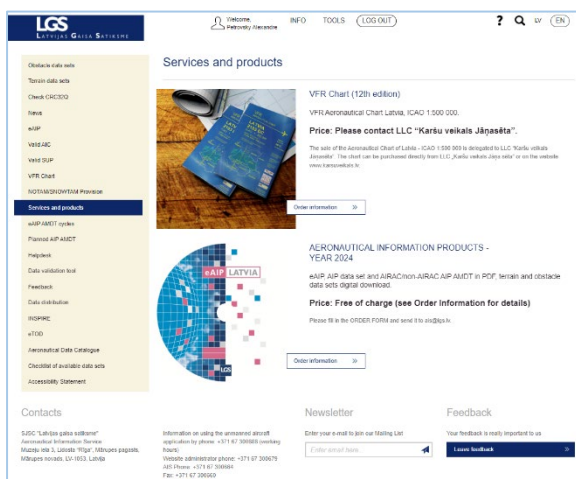 LGS
LATVIJAS GAISA SATIKSME
Welcome,
Petrovsky Alexandre
INFO
TOOLS
LOG OUT
?
LV
EN
Obstacle data sets
Terrain data sets
Check CRC32Q
News
eAIP
Valid AIC
Valid SUP
VFR Chart
NOTAM/SNOWTAM Provision
Services and products
eAIP AMDT cycles
Planned AIP AMDT
Helpdesk
Data validation tool
Feedback
Data distribution
INSPIRE
eTOD
Aeronautical Data Catalogue
Checklist of available data sets
Accessibility Statement
Services and products
LATVIA
VFR Chart (12th edition)
VFR Aeronautical Chart Latvia, ICAO 1:500 000.
Price: Please contact LLC "Karšu veikals Jāņasēta".
The sale of the Aeronautical Chart of Latvia - ICAO 1:500 000 is delegated to LLC "Karšu veikals
Jāņasēta". The chart can be purchased directly from LLC „Karšu veikals Jāņa sēta" or on the website
www.karsuveikals.lv.
Order information »
eAIP LATVIA
LGS
AERONAUTICAL INFORMATION PRODUCTS -
YEAR 2024
eAIP, AIP data set and AIRAC/non-AIRAC AIP AMDT in PDF, terrain and obstacle
data sets digital download.
Price: Free of charge (see Order Information for details)
Please fill in the ORDER FORM and send it to ais@lgs.lv .
Order information »
Contacts
SJSC "Latvijas gaisa satiksme"
Aeronautical Information Service
Muzeju iela 3, Lidosta "Rīga", Mārupes pagasts,
Mārupes novads, LV-1053, Latvija
Information on using the unmanned aircraft
application by phone: +371 67 300688 (working
hours)
Website administrator phone: +371 67 300679
AIS Phone: +371 67 300664
Fax: +371 67 300660
Newsletter
Enter your e-mail to join our Mailing List
Enter email here..
Feedback
Your feedback is really important to us
Leave feedback »